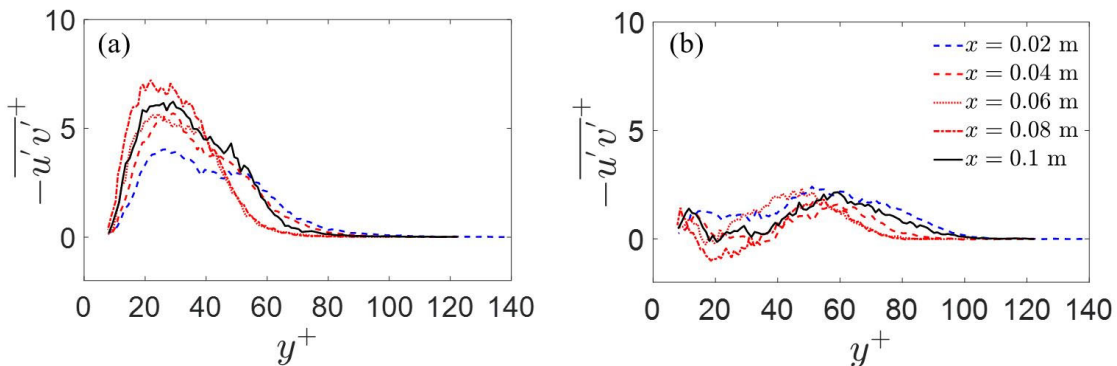 (a)
10
5
0
0 20 40 60 80 100 120 140
y⁺
-u'v'⁺
(b)
10
5
0
0 20 40 60 80 100 120 140
y⁺
-u'v'⁺
x = 0.02 m
x = 0.04 m
x = 0.06 m
x = 0.08 m
x = 0.1 m